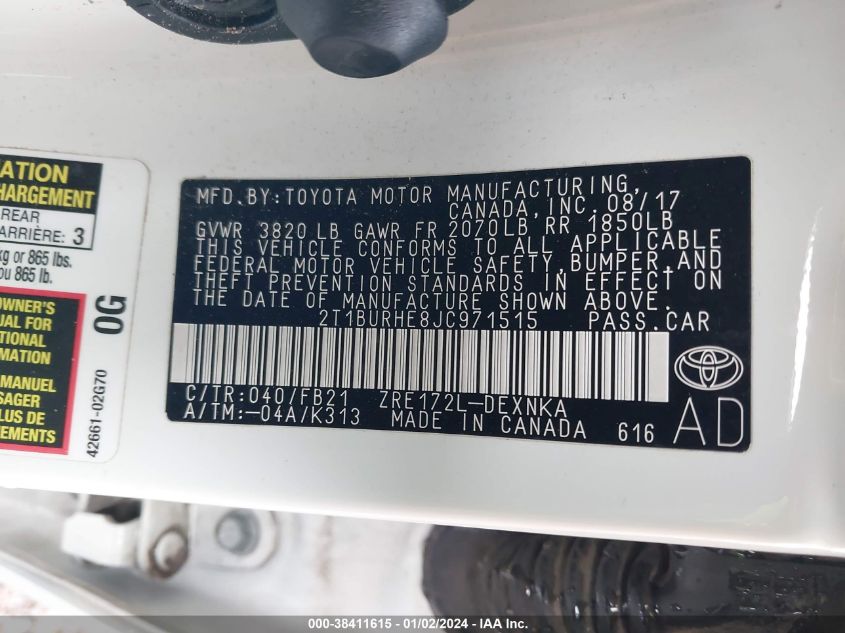 ATION
CHARGEMENT
REAR
ARRIÈRE: 3
kg or 865 lbs.
ou 865 lb.
OWNER'S
UAL FOR
TIONAL
ATION
MANUEL
SAGER
PLUS DE
EMENTS
0G
42661-02G70
MFD. BY: TOYOTA MOTOR MANUFACTURING,
CANADA, INC. 08/17
GVWR 3820 LB GAWR FR 2070LB RR 1850LB
THIS VEHICLE CONFORMS TO ALL APPLICABLE
FEDERAL MOTOR VEHICLE SAFETY, BUMPER, AND
THEFT PREVENTION STANDARDS IN EFFECT ON
THE DATE OF MANUFACTURE SHOWN ABOVE.
2T1BURHE8JC971515 PASS.CAR
C/TR: 040/FB21 ZRE172L-DEXNKA
A/TM:-04A/K313 MADE IN CANADA 616 AD
000-38411615 - 01/02/2024 - IAA Inc.